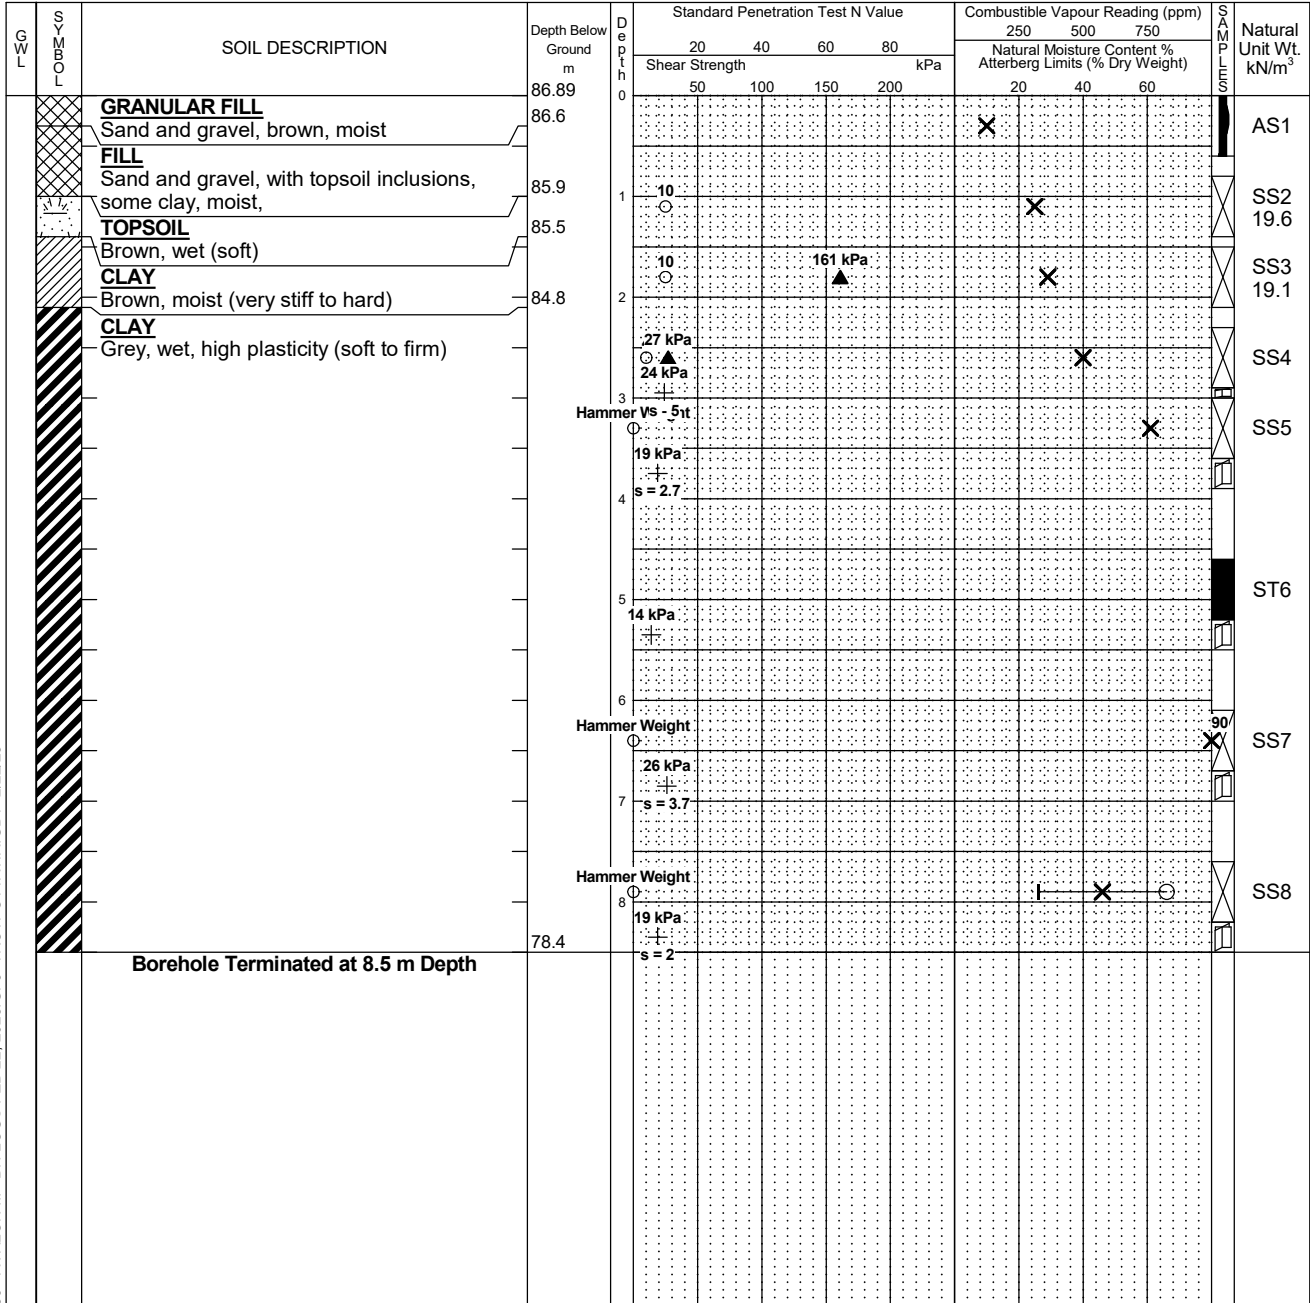 GWL
SYMBOL
SOIL DESCRIPTION
Depth Below
Ground
m
Depth
Standard Penetration Test N Value
20 40 60 80
Shear Strength kPa
50 100 150 200
Combustible Vapour Reading (ppm)
250 500 750
Natural Moisture Content %
Atterberg Limits (% Dry Weight)
20 40 60
SAMPLES
Natural
Unit Wt.
kN/m³
86.89
0
GRANULAR FILL
Sand and gravel, brown, moist
86.6
AS1
FILL
Sand and gravel, with topsoil inclusions,
some clay, moist,
85.9
1
10
SS2
19.6
TOPSOIL
Brown, wet (soft)
85.5
CLAY
Brown, moist (very stiff to hard)
84.8
10
161 kPa
2
SS3
19.1
CLAY
Grey, wet, high plasticity (soft to firm)
27 kPa
SS4
24 kPa
3
Hammer
s - 5
SS5
19 kPa
s = 2.7
4
5
ST6
14 kPa
6
Hammer Weight
90
SS7
26 kPa
7
s = 3.7
Hammer Weight
8
SS8
19 kPa
78.4
s = 2
Borehole Terminated at 8.5 m Depth